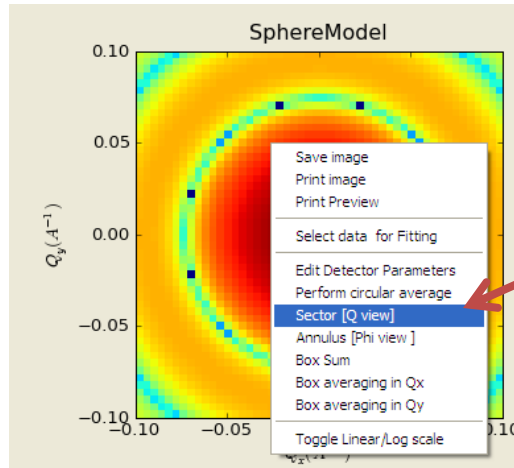 SphereModel
0.10
0.05
0.00
−0.05
−0.10
Qy(A−1)
Save image
Print image
Print Preview
Select data  for Fitting
Edit Detector Parameters
Perform circular average
Sector [Q view]
Annulus [Phi view ]
Box Sum
Box averaging in Qx
Box averaging in Qy
Toggle Linear/Log scale
−0.10
−0.05